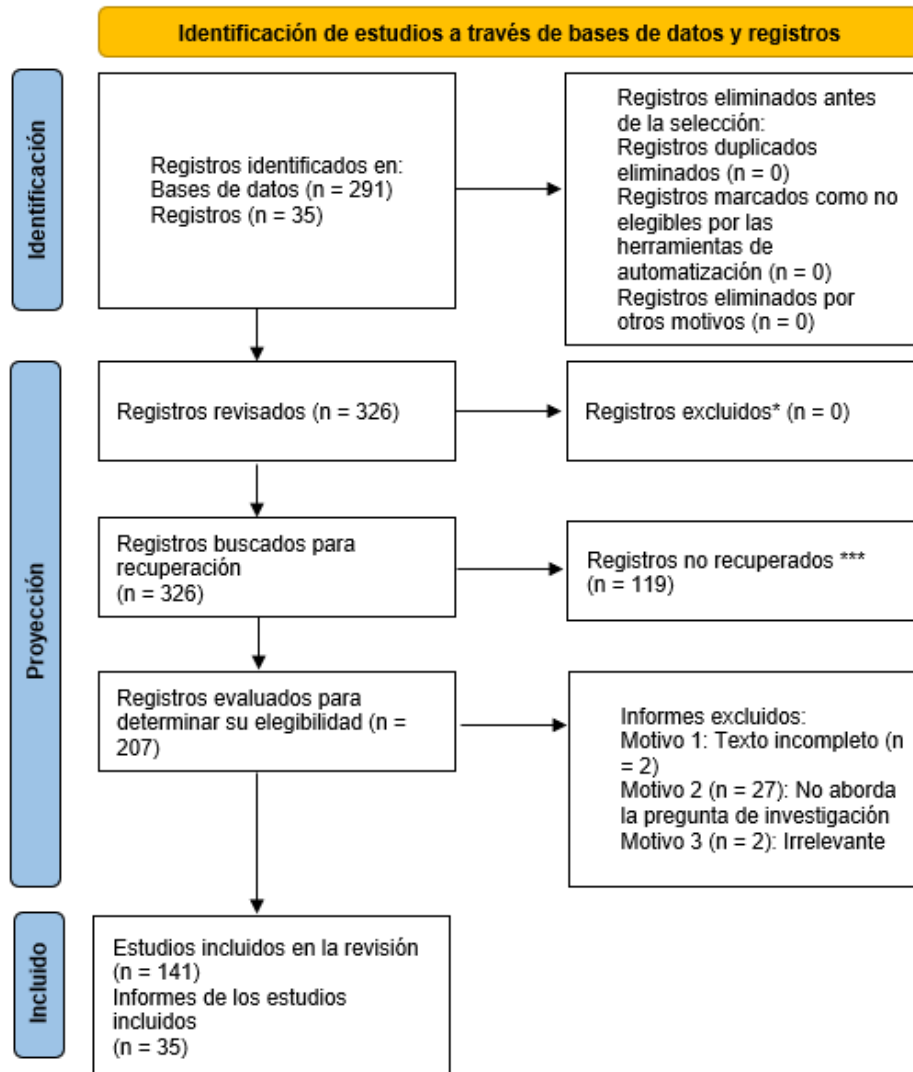 Identificación de estudios a través de bases de datos y registros
Identificación
Registros identificados en:
Bases de datos (n = 291)
Registros (n = 35)
Registros eliminados antes
de la selección:
Registros duplicados
eliminados (n = 0)
Registros marcados como no
elegibles por las
herramientas de
automatización (n = 0)
Registros eliminados por
otros motivos (n = 0)
Proyección
Registros revisados (n = 326)
Registros excluidos* (n = 0)
Registros buscados para
recuperación
(n = 326)
Registros no recuperados ***
(n = 119)
Registros evaluados para
determinar su elegibilidad (n =
207)
Informes excluidos:
Motivo 1: Texto incompleto (n
= 2)
Motivo 2 (n = 27): No aborda
la pregunta de investigación
Motivo 3 (n = 2): Irrelevante
Incluido
Estudios incluidos en la revisión
(n = 141)
Informes de los estudios
incluidos
(n = 35)